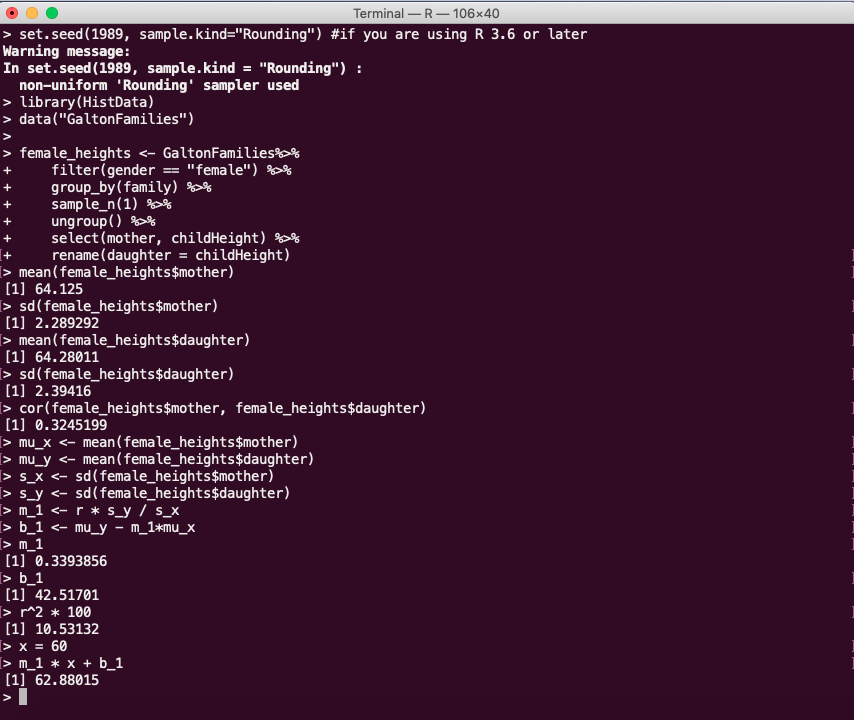 Terminal — R — 106×40
> set.seed(1989, sample.kind="Rounding") #if you are using R 3.6 or later
Warning message:
In set.seed(1989, sample.kind = "Rounding") :
  non-uniform 'Rounding' sampler used
> library(HistData)
> data("GaltonFamilies")
>
> female_heights <- GaltonFamilies%>%
+     filter(gender == "female") %>%
+     group_by(family) %>%
+     sample_n(1) %>%
+     ungroup() %>%
+     select(mother, childHeight) %>%
[+     rename(daughter = childHeight)                                                                      ]
[> mean(female_heights$mother)                                                                             ]
[1] 64.125
[> sd(female_heights$mother)                                                                               ]
[1] 2.289292
[> mean(female_heights$daughter)                                                                           ]
[1] 64.28011
[> sd(female_heights$daughter)                                                                             ]
[1] 2.39416
[> cor(female_heights$mother, female_heights$daughter)                                                     ]
[1] 0.3245199
[> mu_x <- mean(female_heights$mother)                                                                     ]
[> mu_y <- mean(female_heights$daughter)                                                                   ]
[> s_x <- sd(female_heights$mother)                                                                        ]
[> s_y <- sd(female_heights$daughter)                                                                      ]
[> m_1 <- r * s_y / s_x                                                                                    ]
[> b_1 <- mu_y - m_1*mu_x                                                                                  ]
[> m_1                                                                                                     ]
[1] 0.3393856
[> b_1                                                                                                     ]
[1] 42.51701
[> r^2 * 100                                                                                               ]
[1] 10.53132
[> x = 60                                                                                                  ]
[> m_1 * x + b_1                                                                                           ]
[1] 62.88015
>